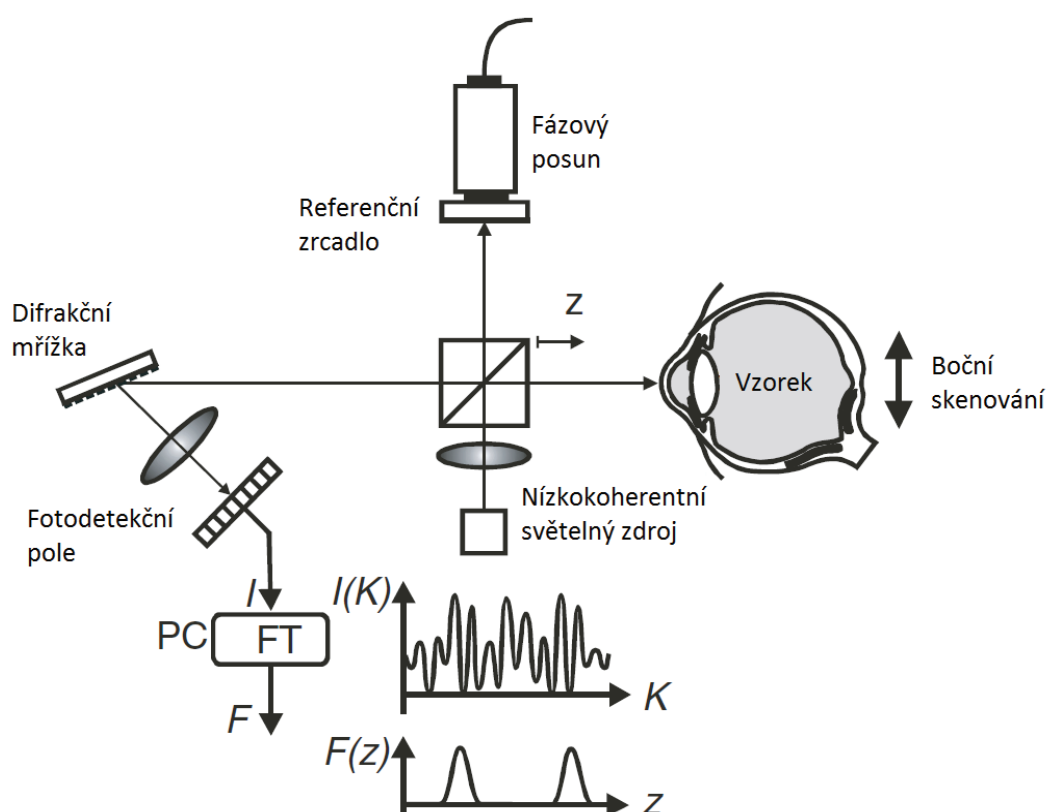 Fázový
posun
Referenční
zrcadlo
Difrakční
mřížka
z
Vzorek
Boční
skenování
Nízkokoherentní
světelný zdroj
Fotodetekční
pole
I
PC
FT
F
I(K)
K
F(z)
z